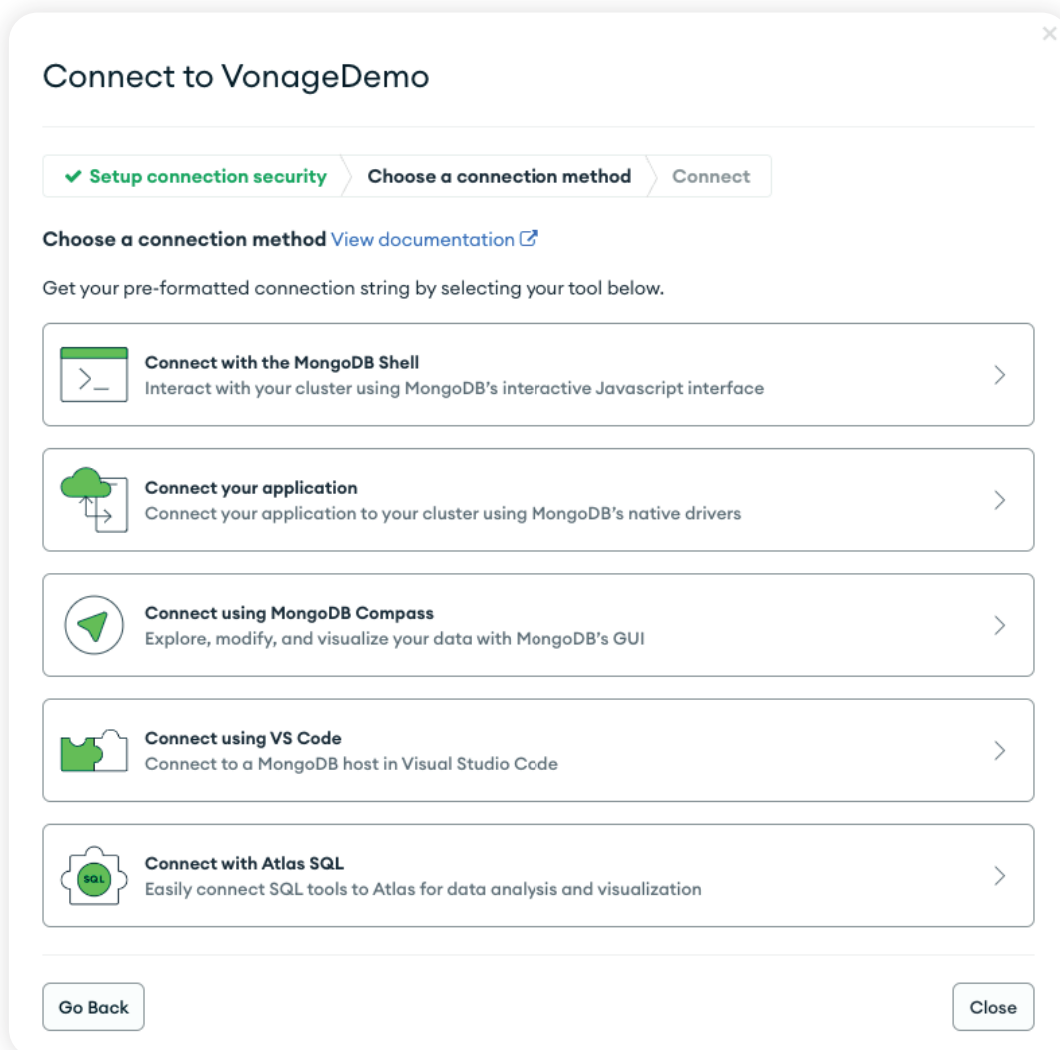 Connect to VonageDemo
Setup connection security
Choose a connection method
Connect
Choose a connection method View documentation
Get your pre-formatted connection string by selecting your tool below.
Connect with the MongoDB Shell
Interact with your cluster using MongoDB's interactive Javascript interface
Connect your application
Connect your application to your cluster using MongoDB's native drivers
Connect using MongoDB Compass
Explore, modify, and visualize your data with MongoDB's GUI
Connect using VS Code
Connect to a MongoDB host in Visual Studio Code
SQL
Connect with Atlas SQL
Easily connect SQL tools to Atlas for data analysis and visualization
Go Back
Close